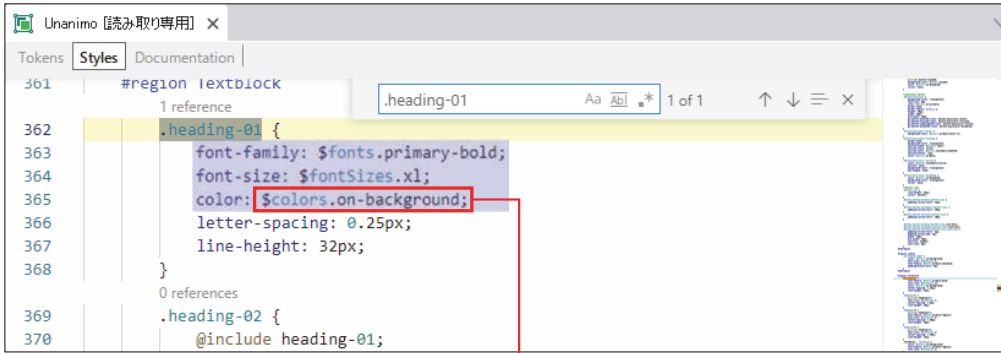 Unanimo [読み取り専用] ×
Tokens Styles Documentation
361 #region Textblock
.heading-01 Aa Abl .* 1 of 1
1 reference
362 .heading-01 {
363 font-family: $fonts.primary-bold;
364 font-size: $fontSizes.xl;
365 color: $colors.on-background;
366 letter-spacing: 0.25px;
367 line-height: 32px;
368 }
0 references
369 .heading-02 {
370 @include heading-01;